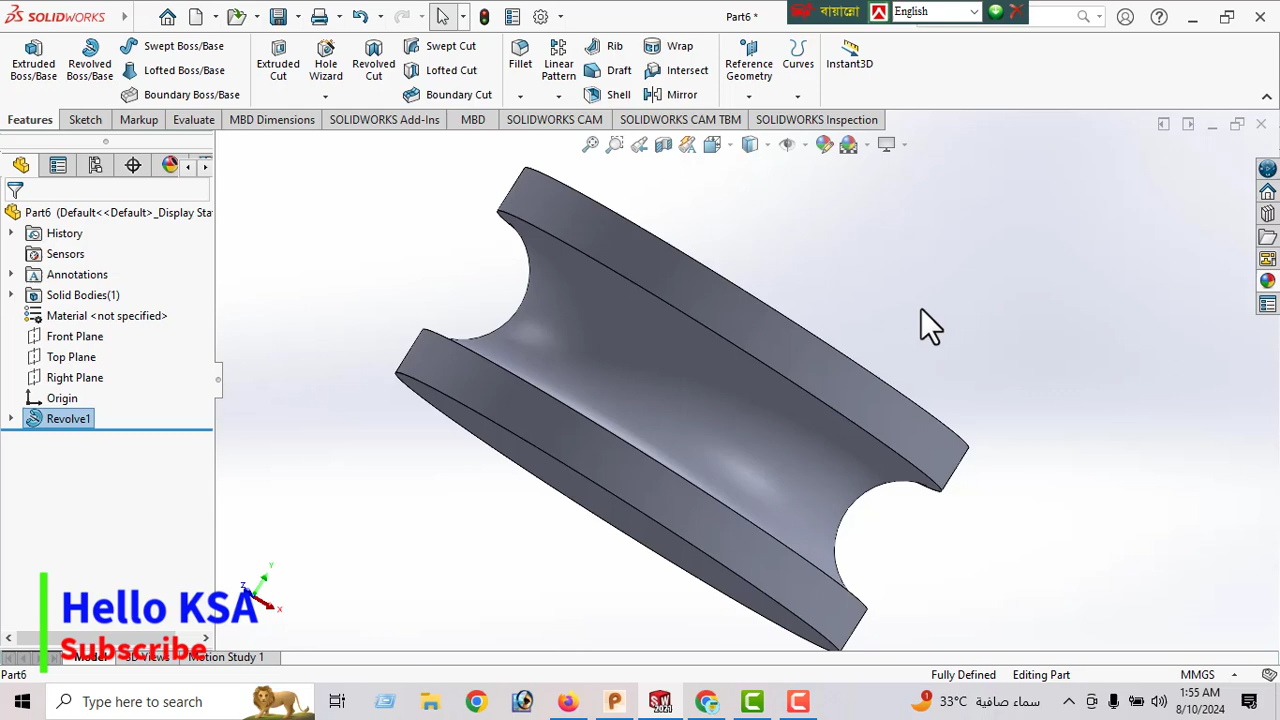 SOLIDWORKS
Part6 *
বায়ান্নো
English
Extruded Boss/Base
Revolved Boss/Base
Swept Boss/Base
Lofted Boss/Base
Boundary Boss/Base
Extruded Cut
Hole Wizard
Revolved Cut
Swept Cut
Lofted Cut
Boundary Cut
Fillet
Linear Pattern
Rib
Draft
Shell
Wrap
Intersect
Mirror
Reference Geometry
Curves
Instant3D
Features Sketch Markup Evaluate MBD Dimensions SOLIDWORKS Add-Ins MBD SOLIDWORKS CAM SOLIDWORKS CAM TBM SOLIDWORKS Inspection
Part6 (Default<<Default>_Display Sta
History
Sensors
Annotations
Solid Bodies(1)
Material <not specified>
Front Plane
Top Plane
Right Plane
Origin
Revolve1
Y
Z
X
Hello KSA
Subscribe
Model 3D Views Motion Study 1
Part6 Fully Defined Editing Part MMGS
Type here to search
SW 2021
1
33°C سماء صافية
1:55 AM
8/10/2024